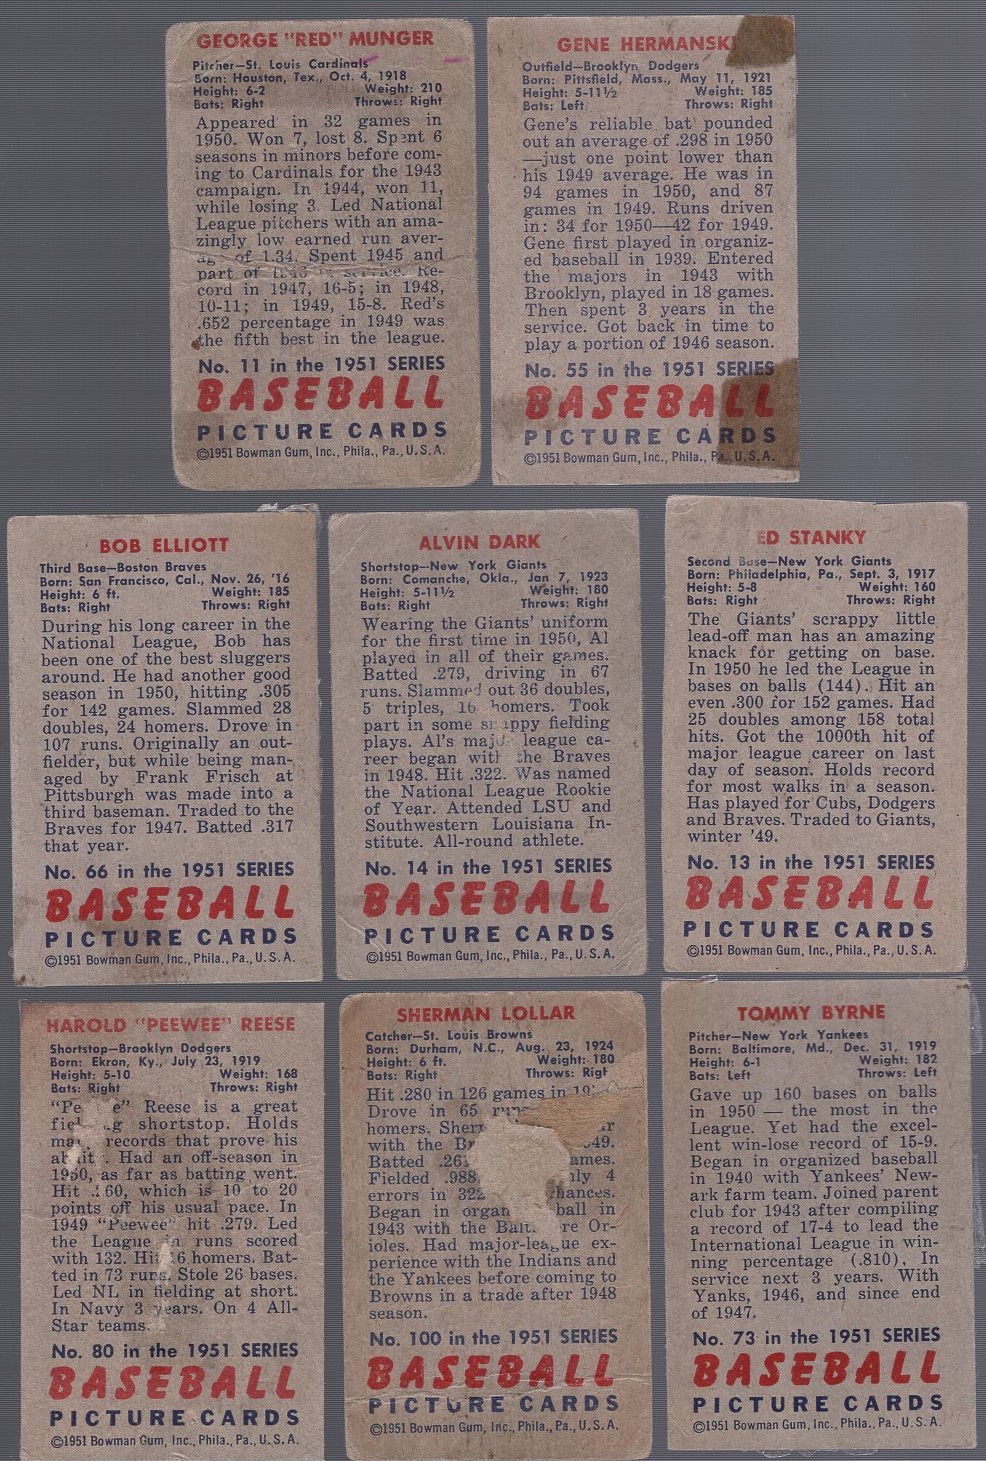 GEORGE "RED" MUNGER
Pitcher—St. Louis Cardinals
Born: Houston, Tex., Oct. 4, 1918
Height: 6-2 Weight: 210
Bats: Right Throws: Right
Appeared in 32 games in
1950. Won 7, lost 8. Spent 6
seasons in minors before com-
ing to Cardinals for the 1943
campaign. In 1944, won 11,
while losing 3. Led National
League pitchers with an ama-
zingly low earned run aver-
age of 1.34. Spent 1945 and
part of 1946 in service. Re-
cord in 1947, 16-5; in 1948,
10-11; in 1949, 15-8. Red's
.652 percentage in 1949 was
the fifth best in the league.
No. 11 in the 1951 SERIES
BASEBALL
PICTURE CARDS
©1951 Bowman Gum, Inc., Phila., Pa., U.S.A.
GENE HERMANSKI
Outfield—Brooklyn Dodgers
Born: Pittsfield, Mass., May 11, 1921
Height: 5-11½ Weight: 185
Bats: Left Throws: Right
Gene's reliable bat pounded
out an average of .298 in 1950
—just one point lower than
his 1949 average. He was in
94 games in 1950, and 87
games in 1949. Runs driven
in: 34 for 1950—42 for 1949.
Gene first played in organiz-
ed baseball in 1939. Entered
the majors in 1943 with
Brooklyn, played in 18 games.
Then spent 3 years in the
service. Got back in time to
play a portion of 1946 season.
No. 55 in the 1951 SERIES
BASEBALL
PICTURE CARDS
©1951 Bowman Gum, Inc., Phila., Pa., U.S.A.
BOB ELLIOTT
Third Base—Boston Braves
Born: San Francisco, Cal., Nov. 26, '16
Height: 6 ft. Weight: 185
Bats: Right Throws: Right
During his long career in the
National League, Bob has
been one of the best sluggers
around. He had another good
season in 1950, hitting .305
for 142 games. Slammed 28
doubles, 24 homers. Drove in
107 runs. Originally an out-
fielder, but while being man-
aged by Frank Frisch at
Pittsburgh was made into a
third baseman. Traded to the
Braves for 1947. Batted .317
that year.
No. 66 in the 1951 SERIES
BASEBALL
PICTURE CARDS
©1951 Bowman Gum, Inc., Phila., Pa., U.S.A.
ALVIN DARK
Shortstop—New York Giants
Born: Comanche, Okla., Jan 7, 1923
Height: 5-11½ Weight: 180
Bats: Right Throws: Right
Wearing the Giants' uniform
for the first time in 1950, Al
played in all of their games.
Batted .279, driving in 67
runs. Slammed out 36 doubles,
5 triples, 16 homers. Took
part in some snappy fielding
plays. Al's major league ca-
reer began with the Braves
in 1948. Hit .322. Was named
the National League Rookie
of Year. Attended LSU and
Southwestern Louisiana In-
stitute. All-round athlete.
No. 14 in the 1951 SERIES
BASEBALL
PICTURE CARDS
©1951 Bowman Gum, Inc., Phila., Pa., U.S.A.
ED STANKY
Second Base—New York Giants
Born: Philadelphia, Pa., Sept. 3, 1917
Height: 5-8 Weight: 160
Bats: Right Throws: Right
The Giants' scrappy little
lead-off man has an amazing
knack for getting on base.
In 1950 he led the League in
bases on balls (144). Hit an
even .300 for 152 games. Had
25 doubles among 158 total
hits. Got the 1000th hit of
major league career on last
day of season. Holds record
for most walks in a season.
Has played for Cubs, Dodgers
and Braves. Traded to Giants,
winter '49.
No. 13 in the 1951 SERIES
BASEBALL
PICTURE CARDS
©1951 Bowman Gum, Inc., Phila., Pa., U.S.A.
HAROLD "PEEWEE" REESE
Shortstop—Brooklyn Dodgers
Born: Ekron, Ky., July 23, 1919
Height: 5-10 Weight: 168
Bats: Right Throws: Right
Reese is a great
shortstop. Holds
records that prove his
Had an off-season in
1950, as far as batting went.
Hit which is 10 to 20
points off his usual pace. In
1949 "Peewee" hit .279. Led
the League in runs scored
with 132. Hit 16 homers. Bat-
ted in 73 runs. Stole 26 bases.
Led NL in fielding at short.
In Navy 3 years. On 4 All-
Star teams.
No. 80 in the 1951 SERIES
BASEBALL
PICTURE CARDS
©1951 Bowman Gum, Inc., Phila., Pa., U.S.A.
SHERMAN LOLLAR
Catcher—St. Louis Browns
Born: Durham, N.C., Aug. 23, 1924
Height: 6 ft. Weight: 180
Bats: Right Throws: Right
Hit .280 in 126 games in
Drove in 65 runs
homers.
with the
Batted games.
Fielded .988, only 4
errors in chances.
Began in organ ball in
1943 with the Baltimore Or-
ioles. Had major-league ex-
perience with the Indians and
the Yankees before coming to
Browns in a trade after 1948
season.
No. 100 in the 1951 SERIES
BASEBALL
PICTURE CARDS
©1951 Bowman Gum, Inc., Phila., Pa., U.S.A.
TOMMY BYRNE
Pitcher—New York Yankees
Born: Baltimore, Md., Dec. 31, 1919
Height: 6-1 Weight: 182
Bats: Left Throws: Left
Gave up 160 bases on balls
in 1950 — the most in the
League. Yet had the excel-
lent win-lose record of 15-9.
Began in organized baseball
in 1940 with Yankees' New-
ark farm team. Joined parent
club for 1943 after compiling
a record of 17-4 to lead the
International League in win-
ning percentage (.810). In
service next 3 years. With
Yanks, 1946, and since end
of 1947.
No. 73 in the 1951 SERIES
BASEBALL
PICTURE CARDS
©1951 Bowman Gum, Inc., Phila., Pa., U.S.A.